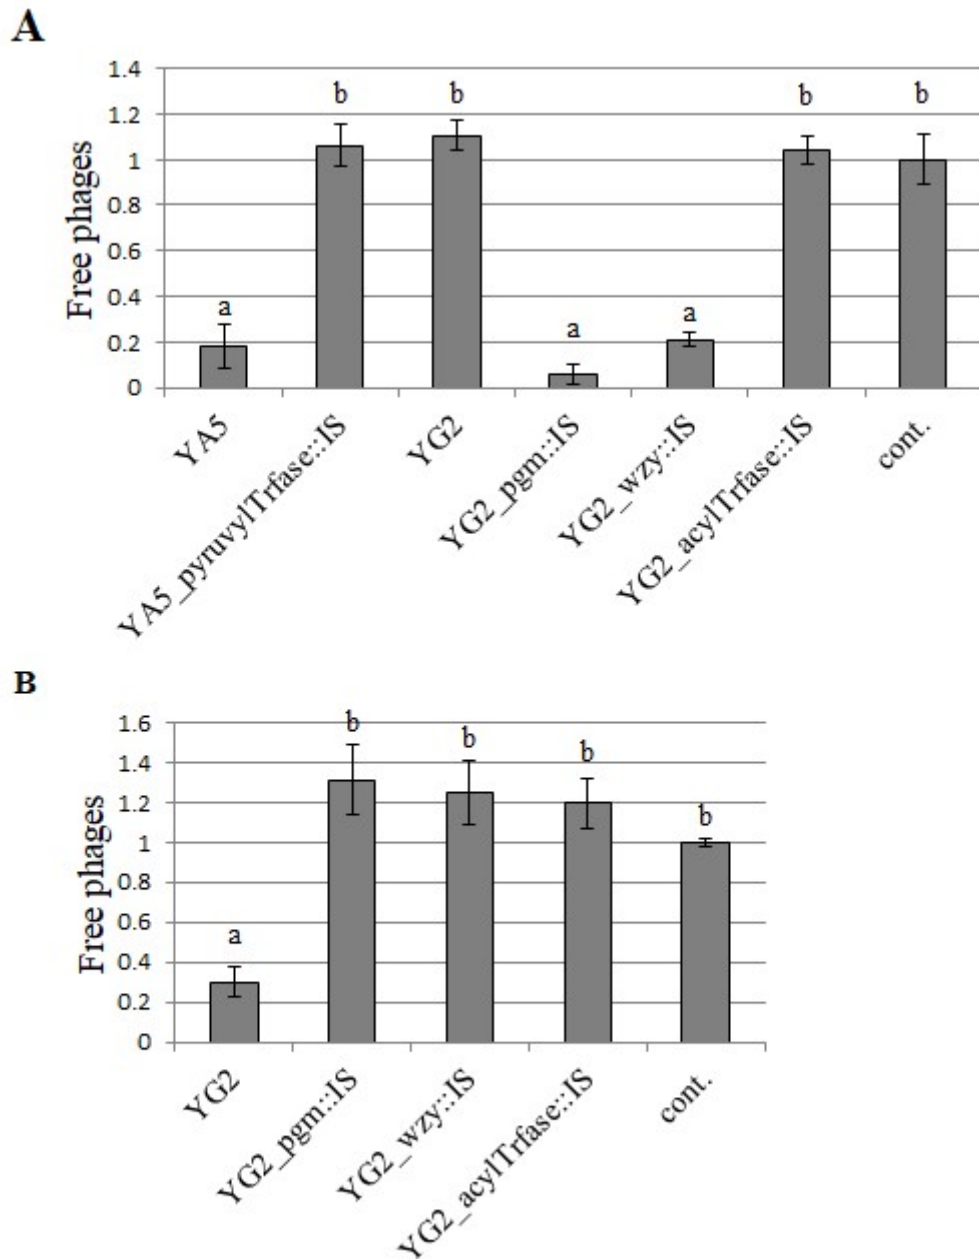 A
1.4
1.2
1
0.8
0.6
0.4
0.2
0
Free phages
a
b
b
a
a
b
b
YA5
YA5_pyruvylTrfase::IS
YG2
YG2_pgm::IS
YG2_wzy::IS
YG2_acylTrfase::IS
cont.
B
1.6
1.4
1.2
1
0.8
0.6
0.4
0.2
0
Free phages
a
b
b
b
b
YG2
YG2_pgm::IS
YG2_wzy::IS
YG2_acylTrfase::IS
cont.